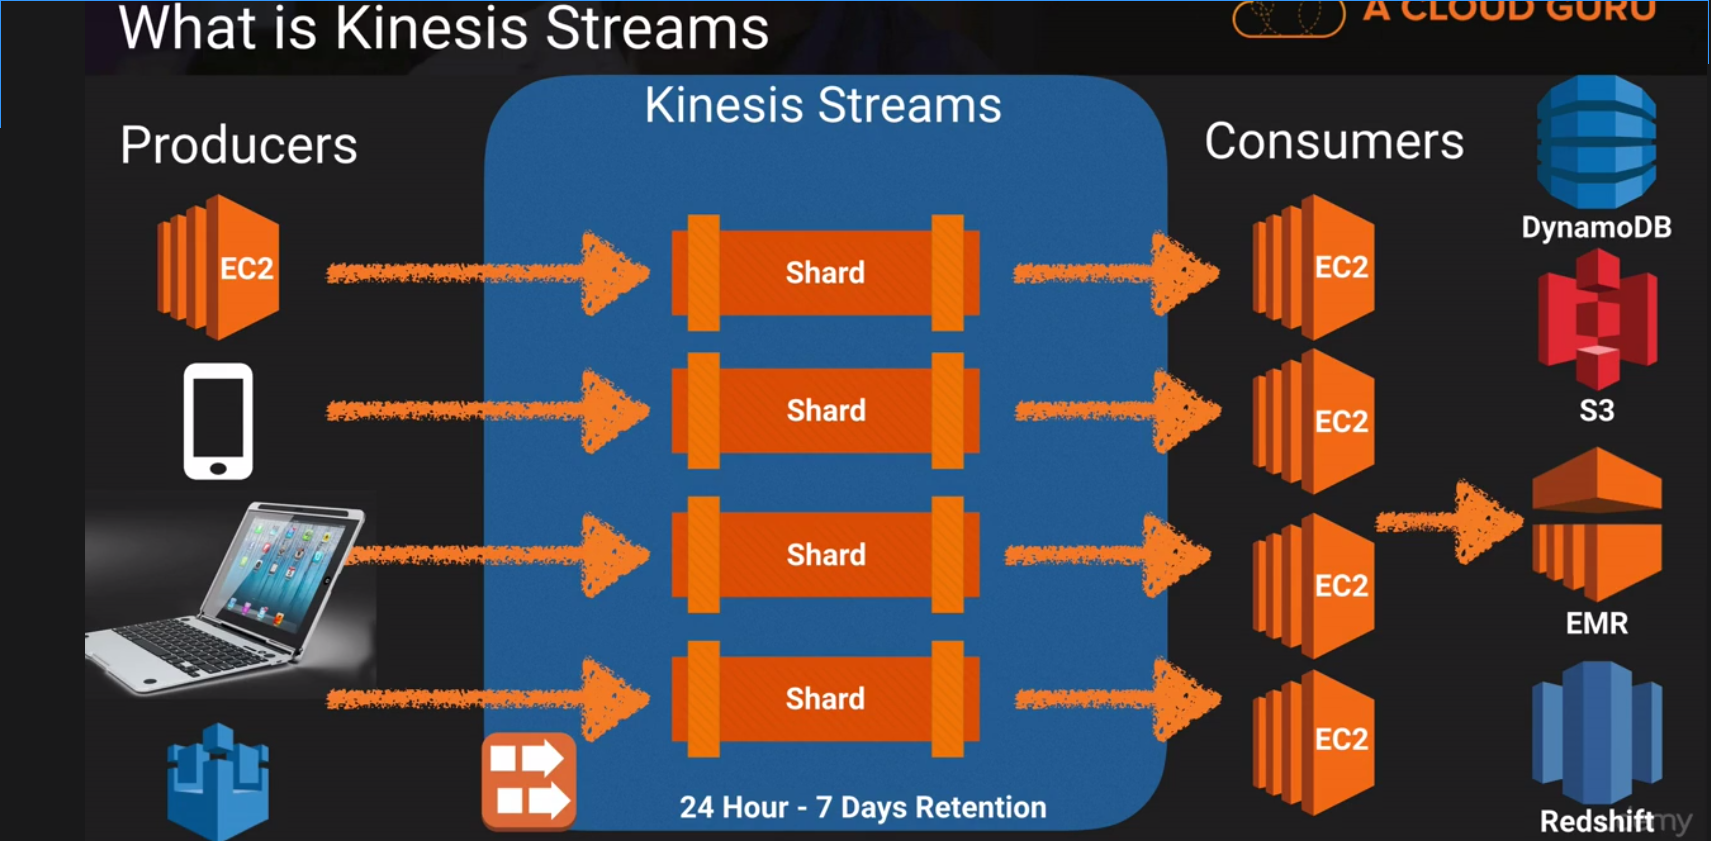 What is Kinesis Streams
A CLOUD GURU
Kinesis Streams
Producers
Consumers
DynamoDB
EC2
Shard
EC2
S3
Shard
EC2
Shard
EC2
EMR
Shard
EC2
24 Hour - 7 Days Retention
Redshift